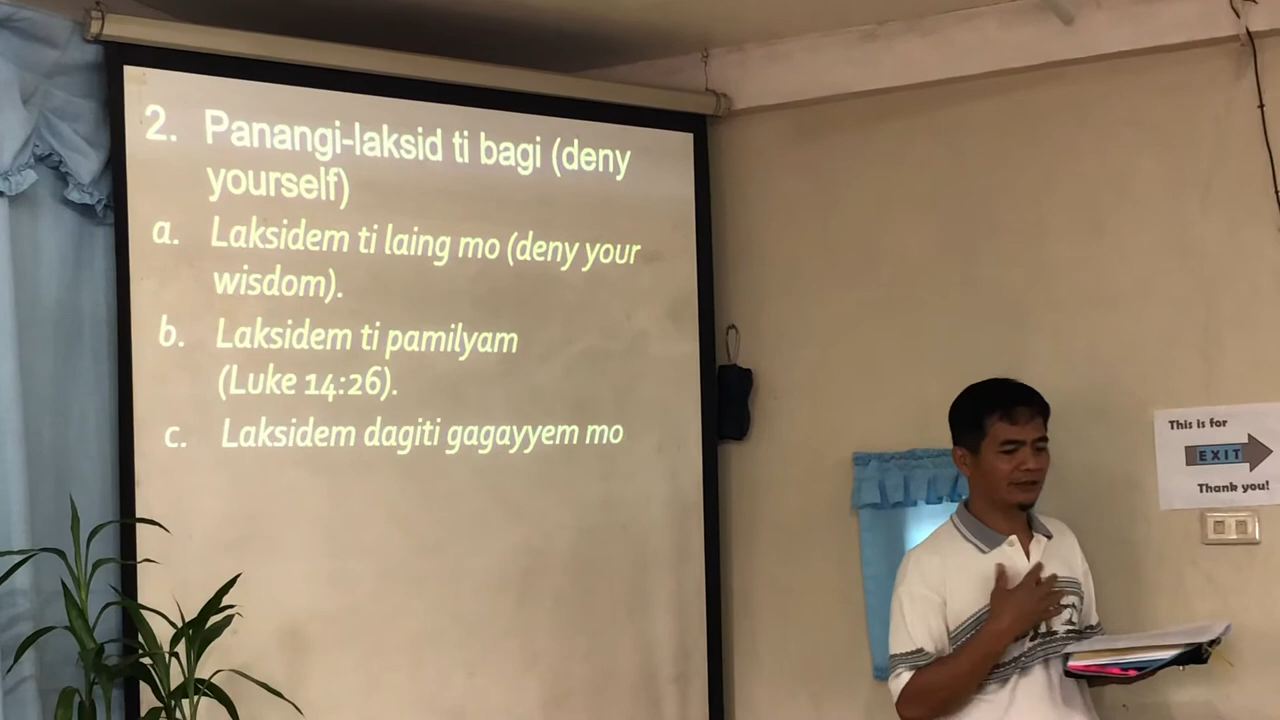 2. Panangi-laksid ti bagi (deny
yourself)
a. Laksidem ti laing mo (deny your
wisdom).
b. Laksidem ti pamilyam
(Luke 14:26).
c. Laksidem dagiti gagayyem mo
This is for
EXIT
Thank you!